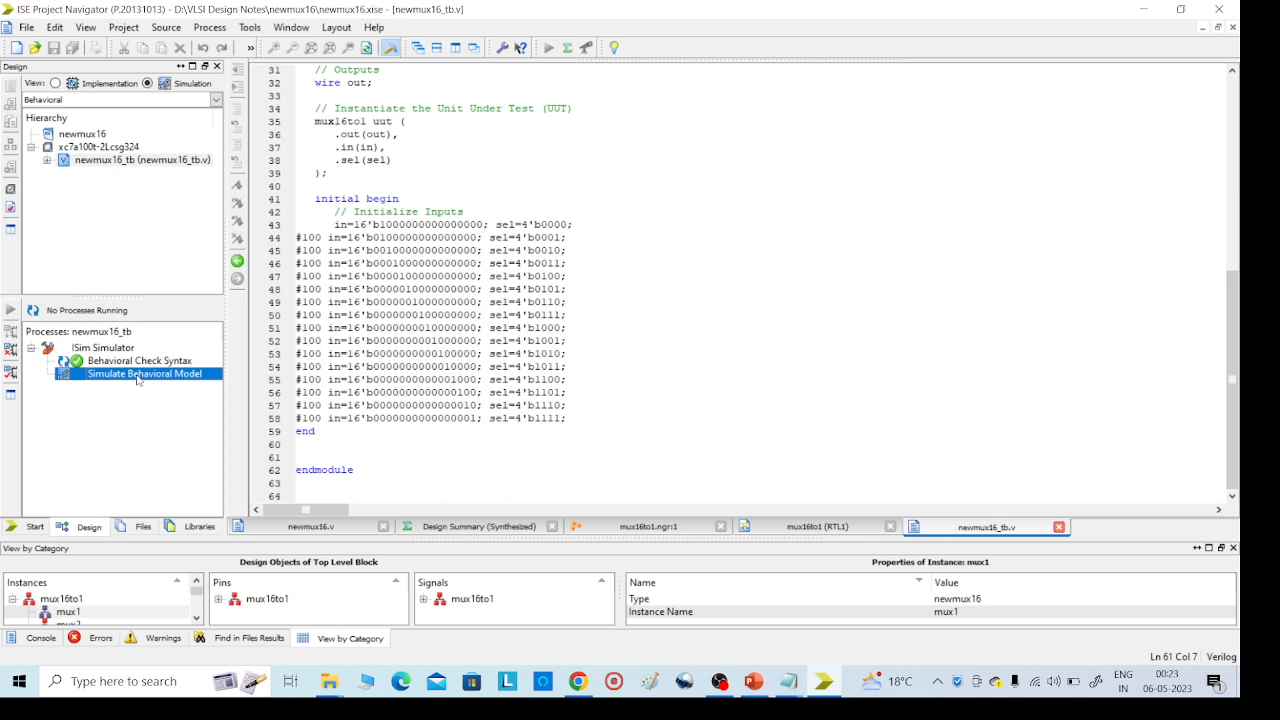 ISE Project Navigator (P.20131013) - D:\VLSI Design Notes\newmux16\newmux16.xise - [newmux16_tb.v]
File Edit View Project Source Process Tools Window Layout Help
Design
View: Implementation Simulation
Behavioral
Hierarchy
newmux16
xc7a100t-2Lcsg324
newmux16_tb (newmux16_tb.v)
No Processes Running
Processes: newmux16_tb
ISim Simulator
Behavioral Check Syntax
Simulate Behavioral Model
31 // Outputs
32 wire out;
33
34 // Instantiate the Unit Under Test (UUT)
35 mux16to1 uut (
36 .out(out),
37 .in(in),
38 .sel(sel)
39 );
40
41 initial begin
42 // Initialize Inputs
43 in=16'b1000000000000000; sel=4'b0000;
44 #100 in=16'b0100000000000000; sel=4'b0001;
45 #100 in=16'b0010000000000000; sel=4'b0010;
46 #100 in=16'b0001000000000000; sel=4'b0011;
47 #100 in=16'b0000100000000000; sel=4'b0100;
48 #100 in=16'b0000010000000000; sel=4'b0101;
49 #100 in=16'b0000001000000000; sel=4'b0110;
50 #100 in=16'b0000000100000000; sel=4'b0111;
51 #100 in=16'b0000000010000000; sel=4'b1000;
52 #100 in=16'b0000000001000000; sel=4'b1001;
53 #100 in=16'b0000000000100000; sel=4'b1010;
54 #100 in=16'b0000000000010000; sel=4'b1011;
55 #100 in=16'b0000000000001000; sel=4'b1100;
56 #100 in=16'b0000000000000100; sel=4'b1101;
57 #100 in=16'b0000000000000010; sel=4'b1110;
58 #100 in=16'b0000000000000001; sel=4'b1111;
59 end
60
61
62 endmodule
63
64
Start Design Files Libraries
newmux16.v Design Summary (Synthesized) mux16to1.ngr:1 mux16to1 (RTL1) newmux16_tb.v
View by Category
Design Objects of Top Level Block Properties of Instance: mux1
Instances Pins Signals Name Value
mux16to1 mux16to1 mux16to1 Type newmux16
mux1 Instance Name mux1
Console Errors Warnings Find in Files Results View by Category
Ln 61 Col 7 Verilog
Type here to search
18°C
ENG
IN
00:23
06-05-2023
1